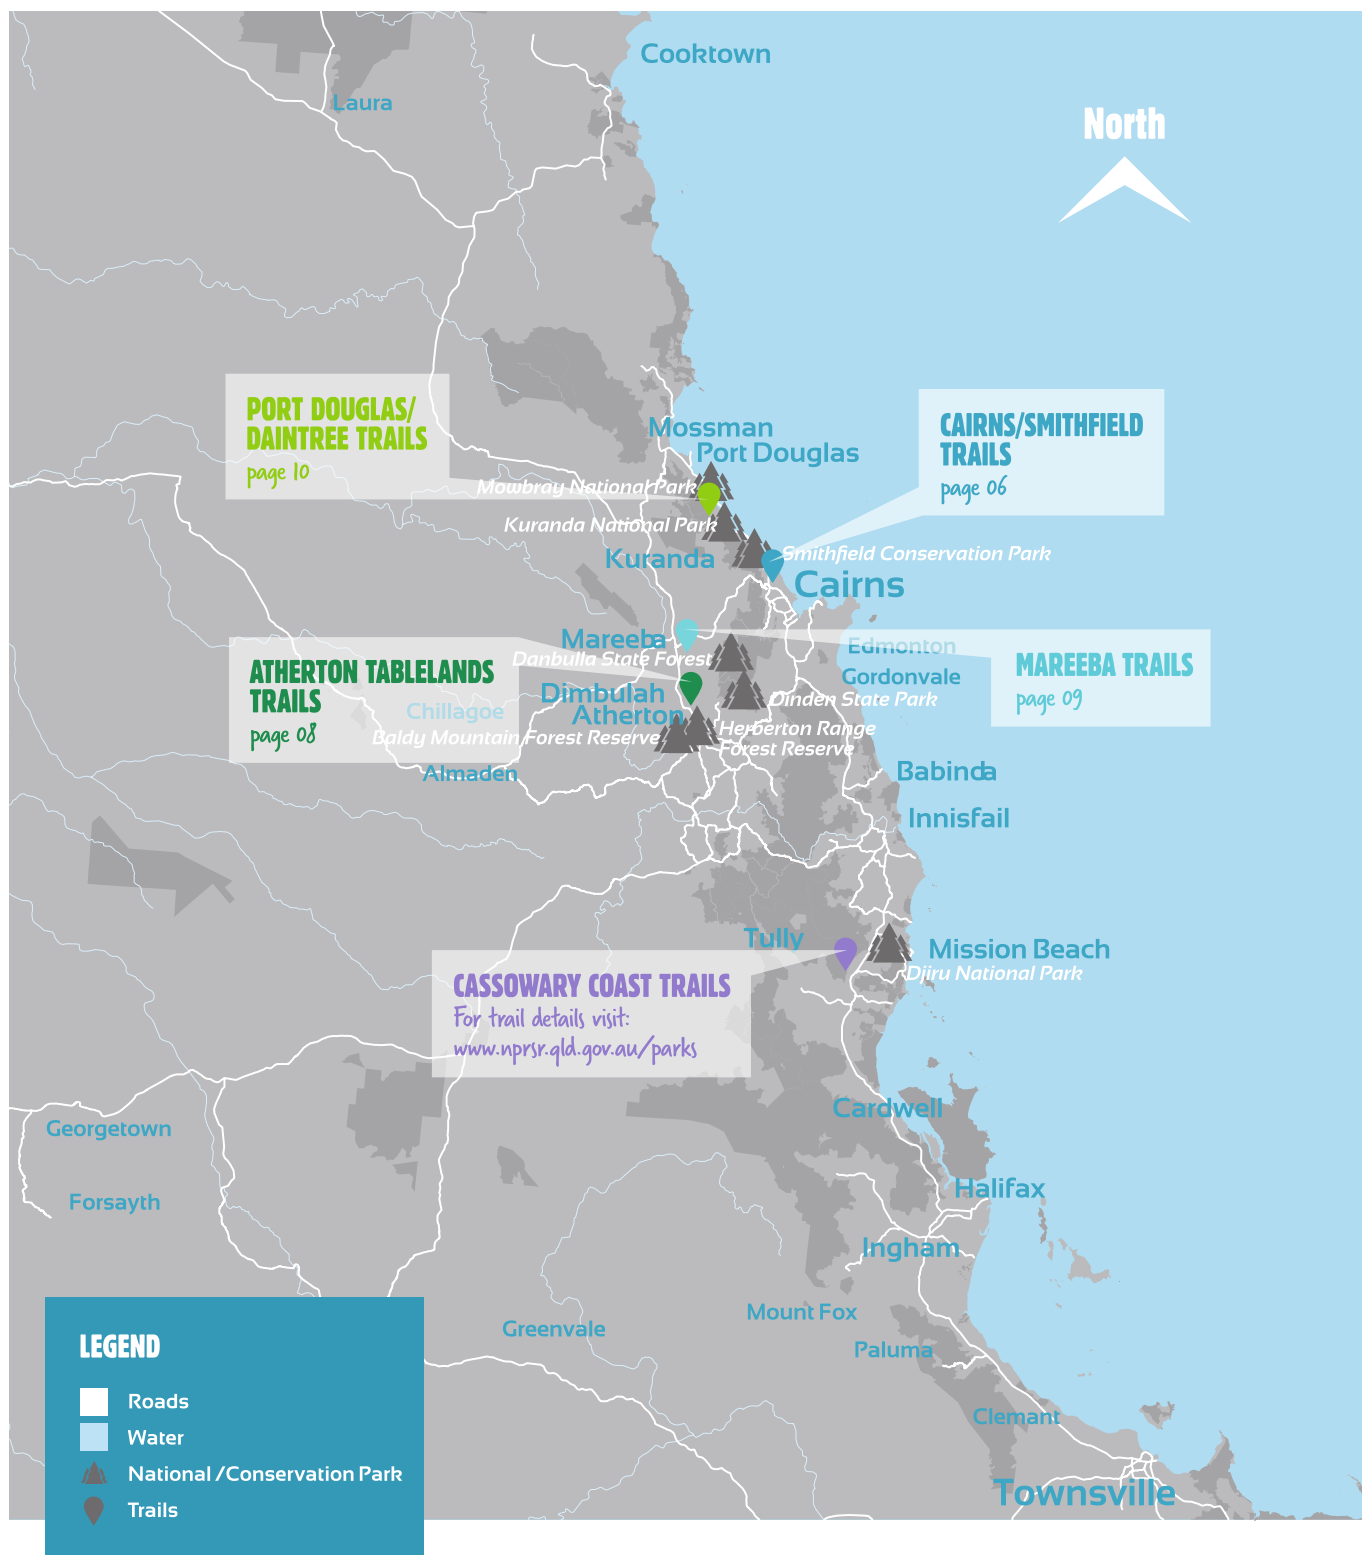 Cooktown
North
Laura
PORT DOUGLAS/
DAINTREE TRAILS
page 10
CAIRNS/SMITHFIELD
TRAILS
page 06
Mossman
Port Douglas
Mowbray National Park
Kuranda National Park
Kuranda
Smithfield Conservation Park
Cairns
Mareeba
Edmonton
Danbulla State Forest
ATHERTON TABLELANDS
TRAILS
page 08
MAREEBA TRAILS
page 09
Gordonvale
Dimbulah
Dinden State Park
Chillagoe
Atherton
Herberton Range
Forest Reserve
Baldy Mountain Forest Reserve
Almaden
Babinda
Innisfail
Tully
Mission Beach
Djiru National Park
CASSOWARY COAST TRAILS
For trail details visit:
www.nprsr.qld.gov.au/parks
Cardwell
Georgetown
Halifax
Forsayth
Ingham
Mount Fox
Greenvale
Paluma
Clemant
Townsville
LEGEND
Roads
Water
National /Conservation Park
Trails